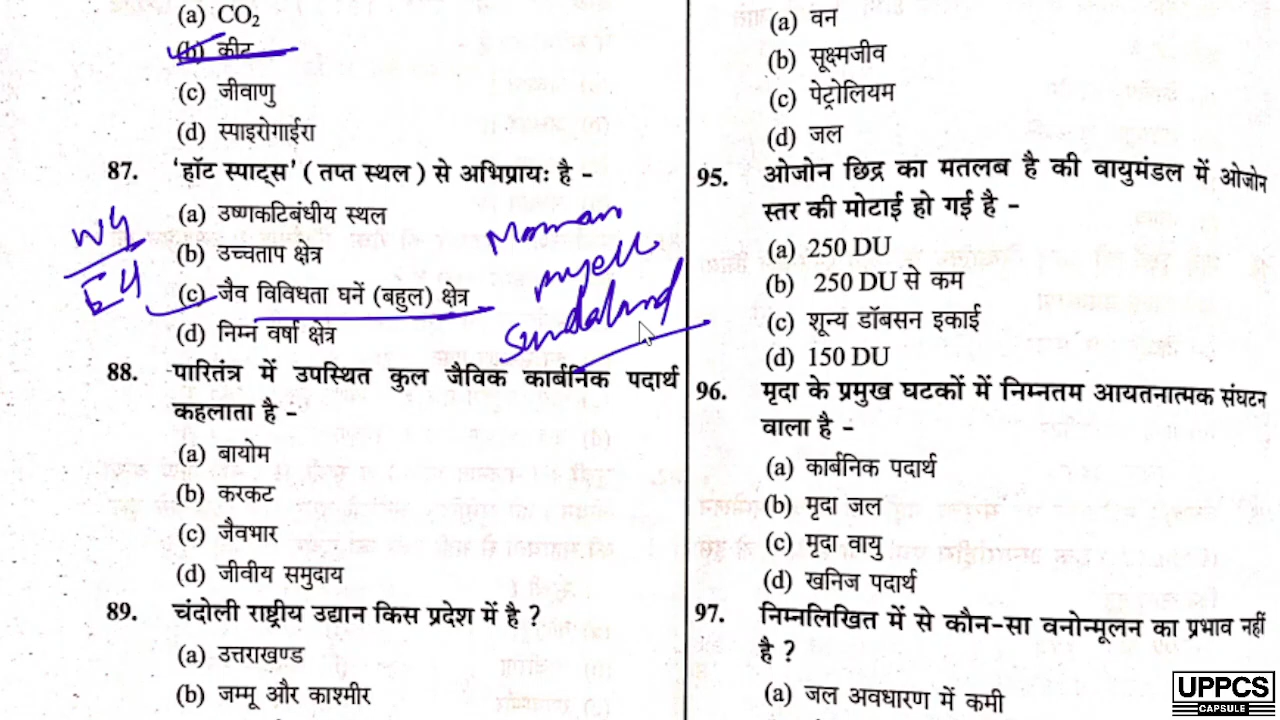 (a) CO₂
(b) कीट
(c) जीवाणु
(d) स्पाइरोगाईरा
87. 'हॉट स्पाट्स' (तप्त स्थल) से अभिप्रायः है -
(a) उष्णकटिबंधीय स्थल
(b) उच्चताप क्षेत्र
(c) जैव विविधता घनें (बहुल) क्षेत्र
(d) निम्न वर्षा क्षेत्र
88. पारितंत्र में उपस्थित कुल जैविक कार्बनिक पदार्थ
कहलाता है -
(a) बायोम
(b) करकट
(c) जैवभार
(d) जीवीय समुदाय
89. चंदोली राष्ट्रीय उद्यान किस प्रदेश में है ?
(a) उत्तराखण्ड
(b) जम्मू और काश्मीर
Sundaland
(a) वन
(b) सूक्ष्मजीव
(c) पेट्रोलियम
(d) जल
95. ओजोन छिद्र का मतलब है की वायुमंडल में ओजोन
स्तर की मोटाई हो गई है -
(a) 250 DU
(b) 250 DU से कम
(c) शून्य डॉबसन इकाई
(d) 150 DU
96. मृदा के प्रमुख घटकों में निम्नतम आयतनात्मक संघटन
वाला है -
(a) कार्बनिक पदार्थ
(b) मृदा जल
(c) मृदा वायु
(d) खनिज पदार्थ
97. निम्नलिखित में से कौन-सा वनोन्मूलन का प्रभाव नहीं
है ?
(a) जल अवधारण में कमी
UPPCS
CAPSULE